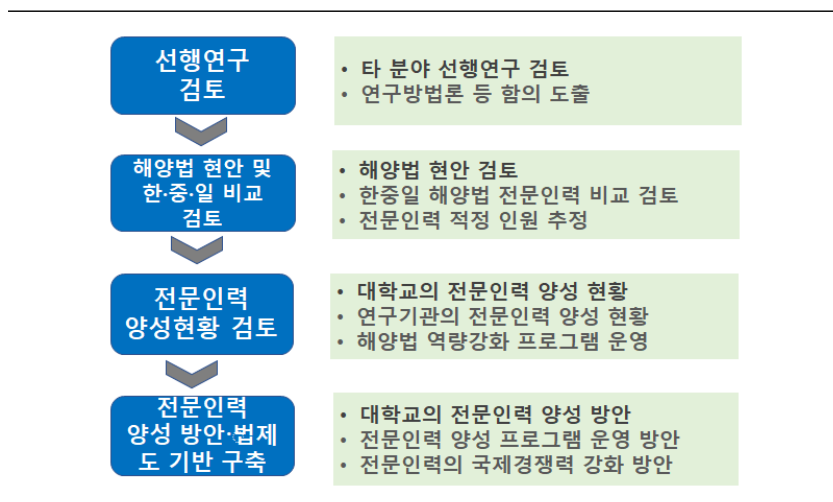 선행연구
검토
• 타 분야 선행연구 검토
• 연구방법론 등 함의 도출
해양법 현안 및
한·중·일 비교
검토
• 해양법 현안 검토
• 한중일 해양법 전문인력 비교 검토
• 전문인력 적정 인원 추정
전문인력
양성현황 검토
• 대학교의 전문인력 양성 현황
• 연구기관의 전문인력 양성 현황
• 해양법 역량강화 프로그램 운영
전문인력
양성 방안·법제
도 기반 구축
• 대학교의 전문인력 양성 방안
• 전문인력 양성 프로그램 운영 방안
• 전문인력의 국제경쟁력 강화 방안